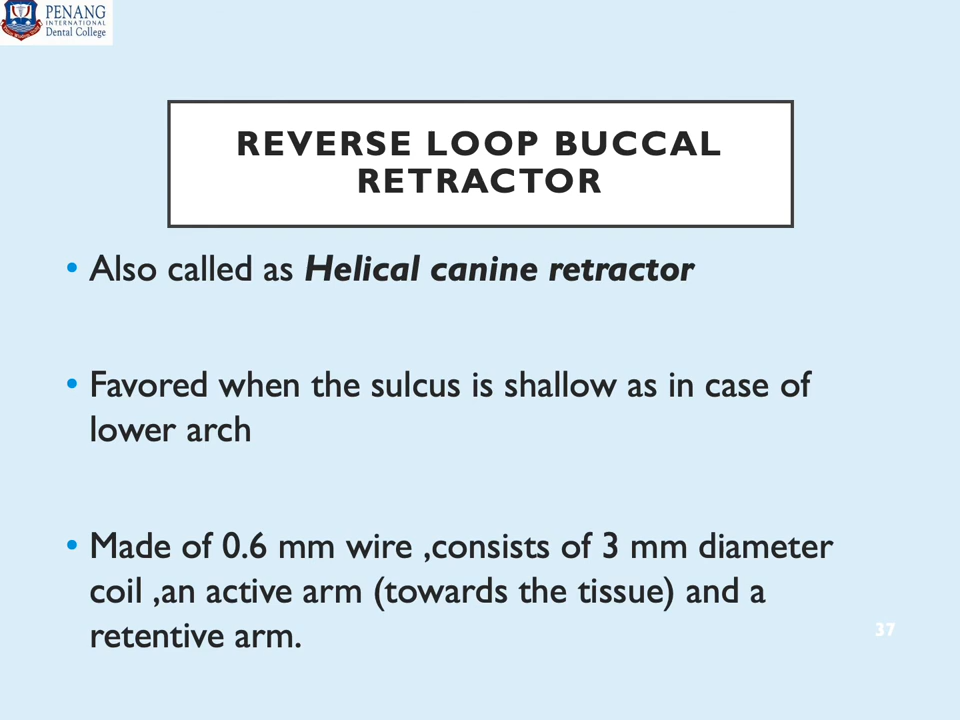 PENANG
INTERNATIONAL
Dental College
REVERSE LOOP BUCCAL
RETRACTOR
• Also called as Helical canine retractor
• Favored when the sulcus is shallow as in case of
lower arch
• Made of 0.6 mm wire ,consists of 3 mm diameter
coil ,an active arm (towards the tissue) and a
retentive arm.
37